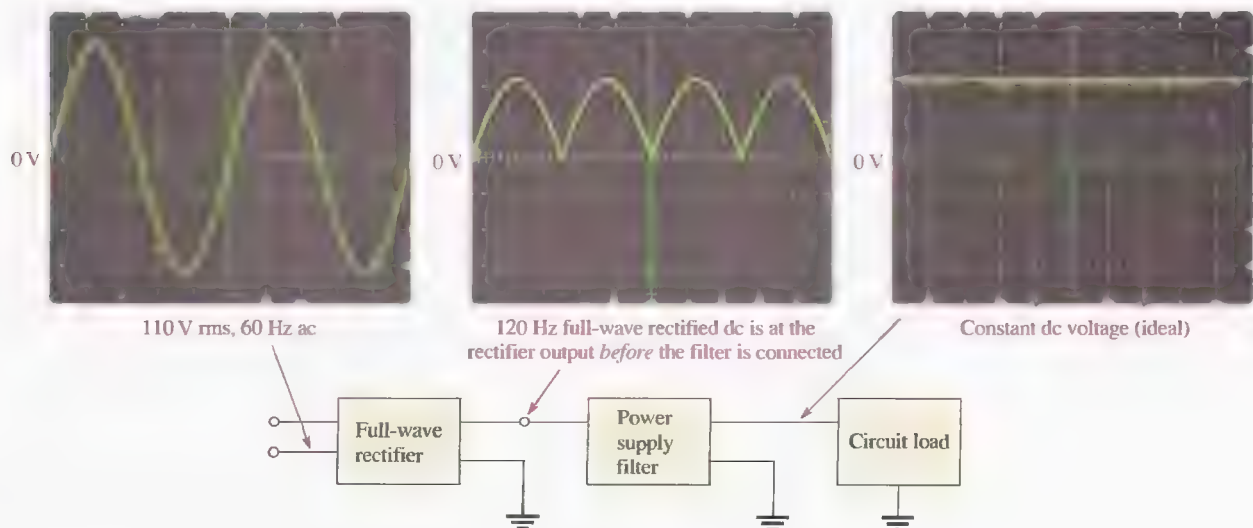 0 V
0 V
0 V
110 V rms, 60 Hz ac
120 Hz full-wave rectified dc is at the
rectifier output before the filter is connected
Constant dc voltage (ideal)
Full-wave
rectifier
Power
supply
filter
Circuit load